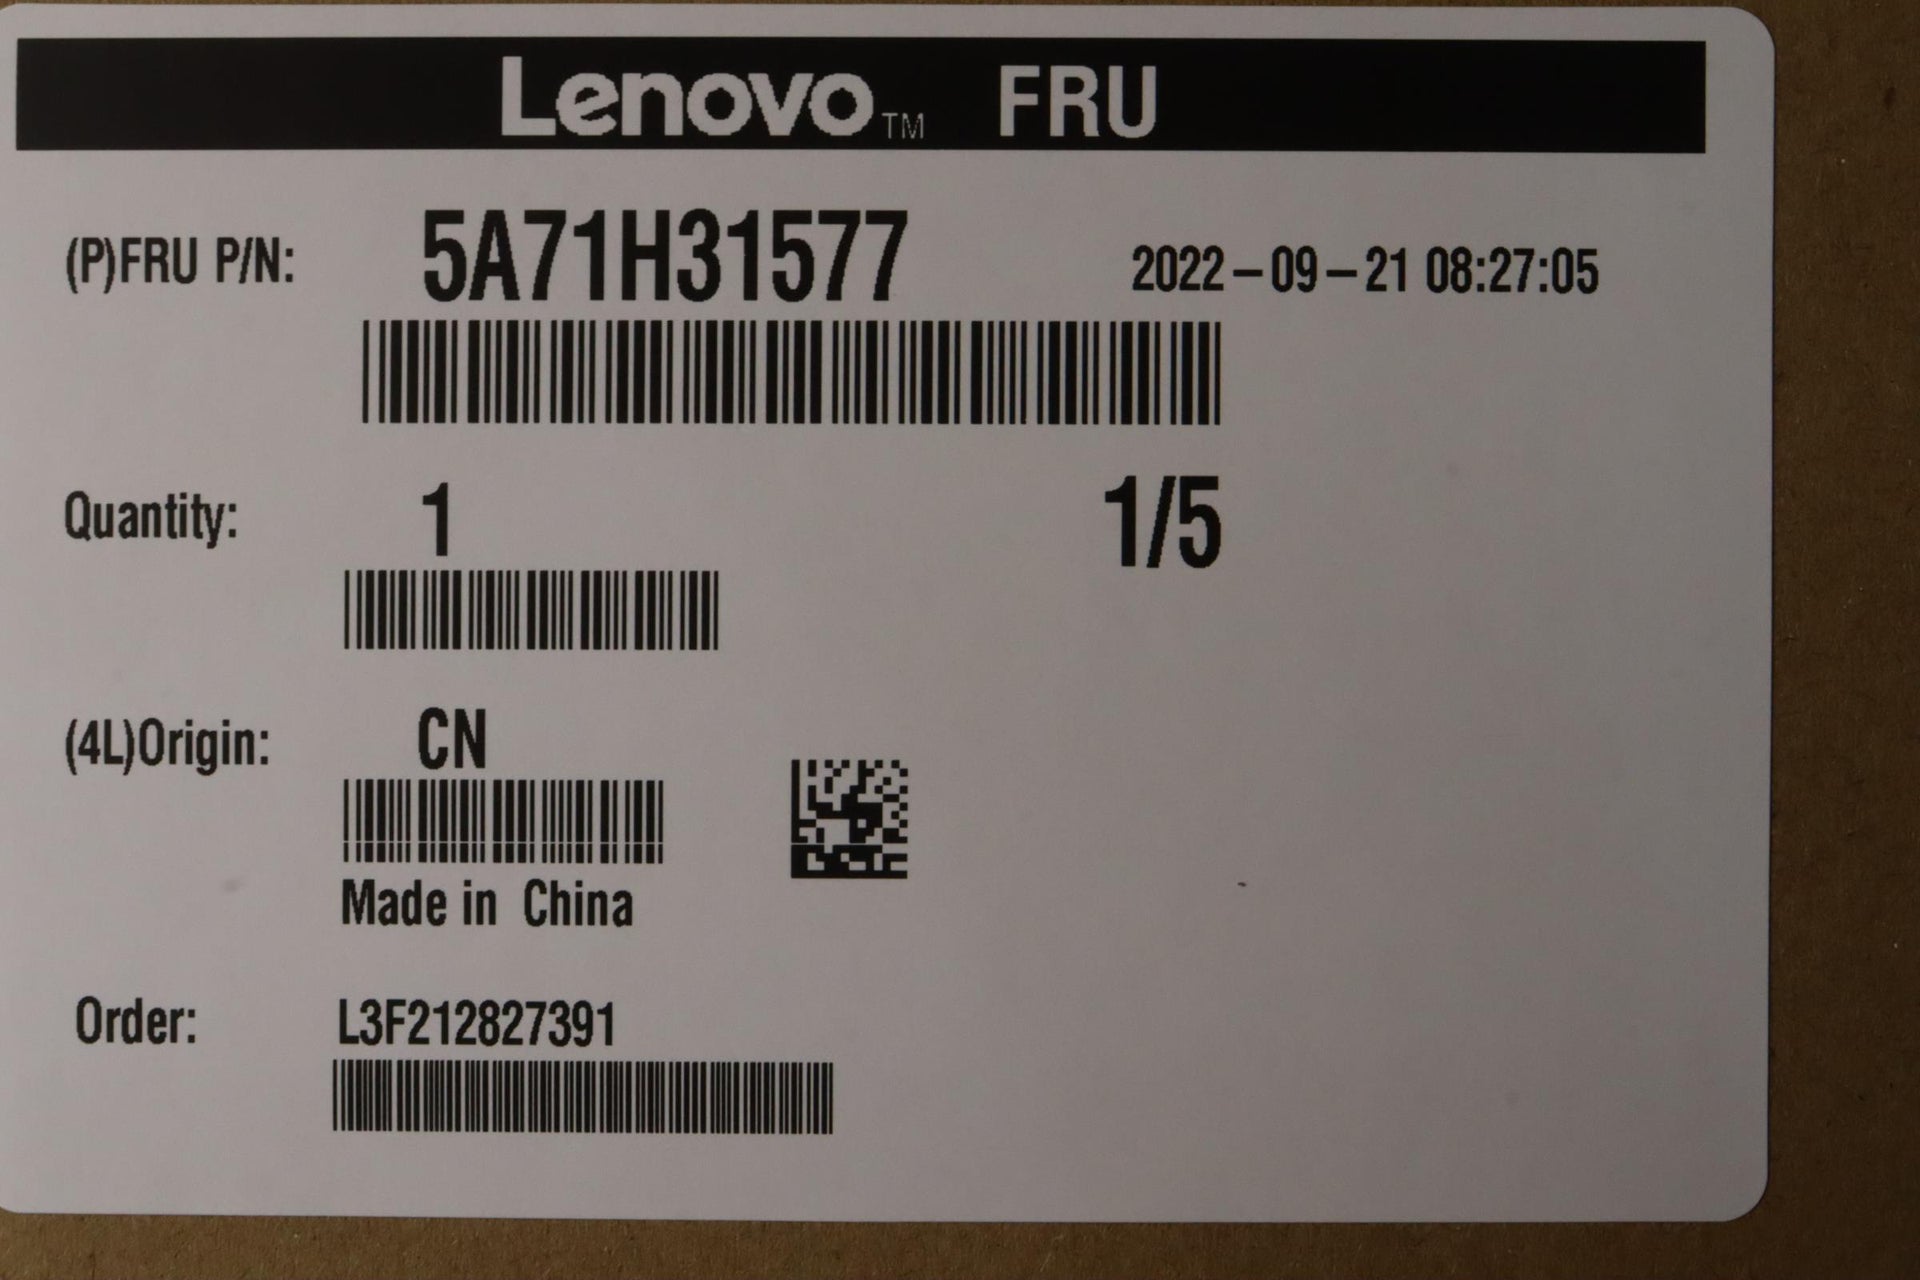 Lenovo™ FRU
(P)FRU P/N: 5A71H31577 2022-09-21 08:27:05
Quantity: 1 1/5
(4L)Origin: CN
Made in China
Order: L3F212827391